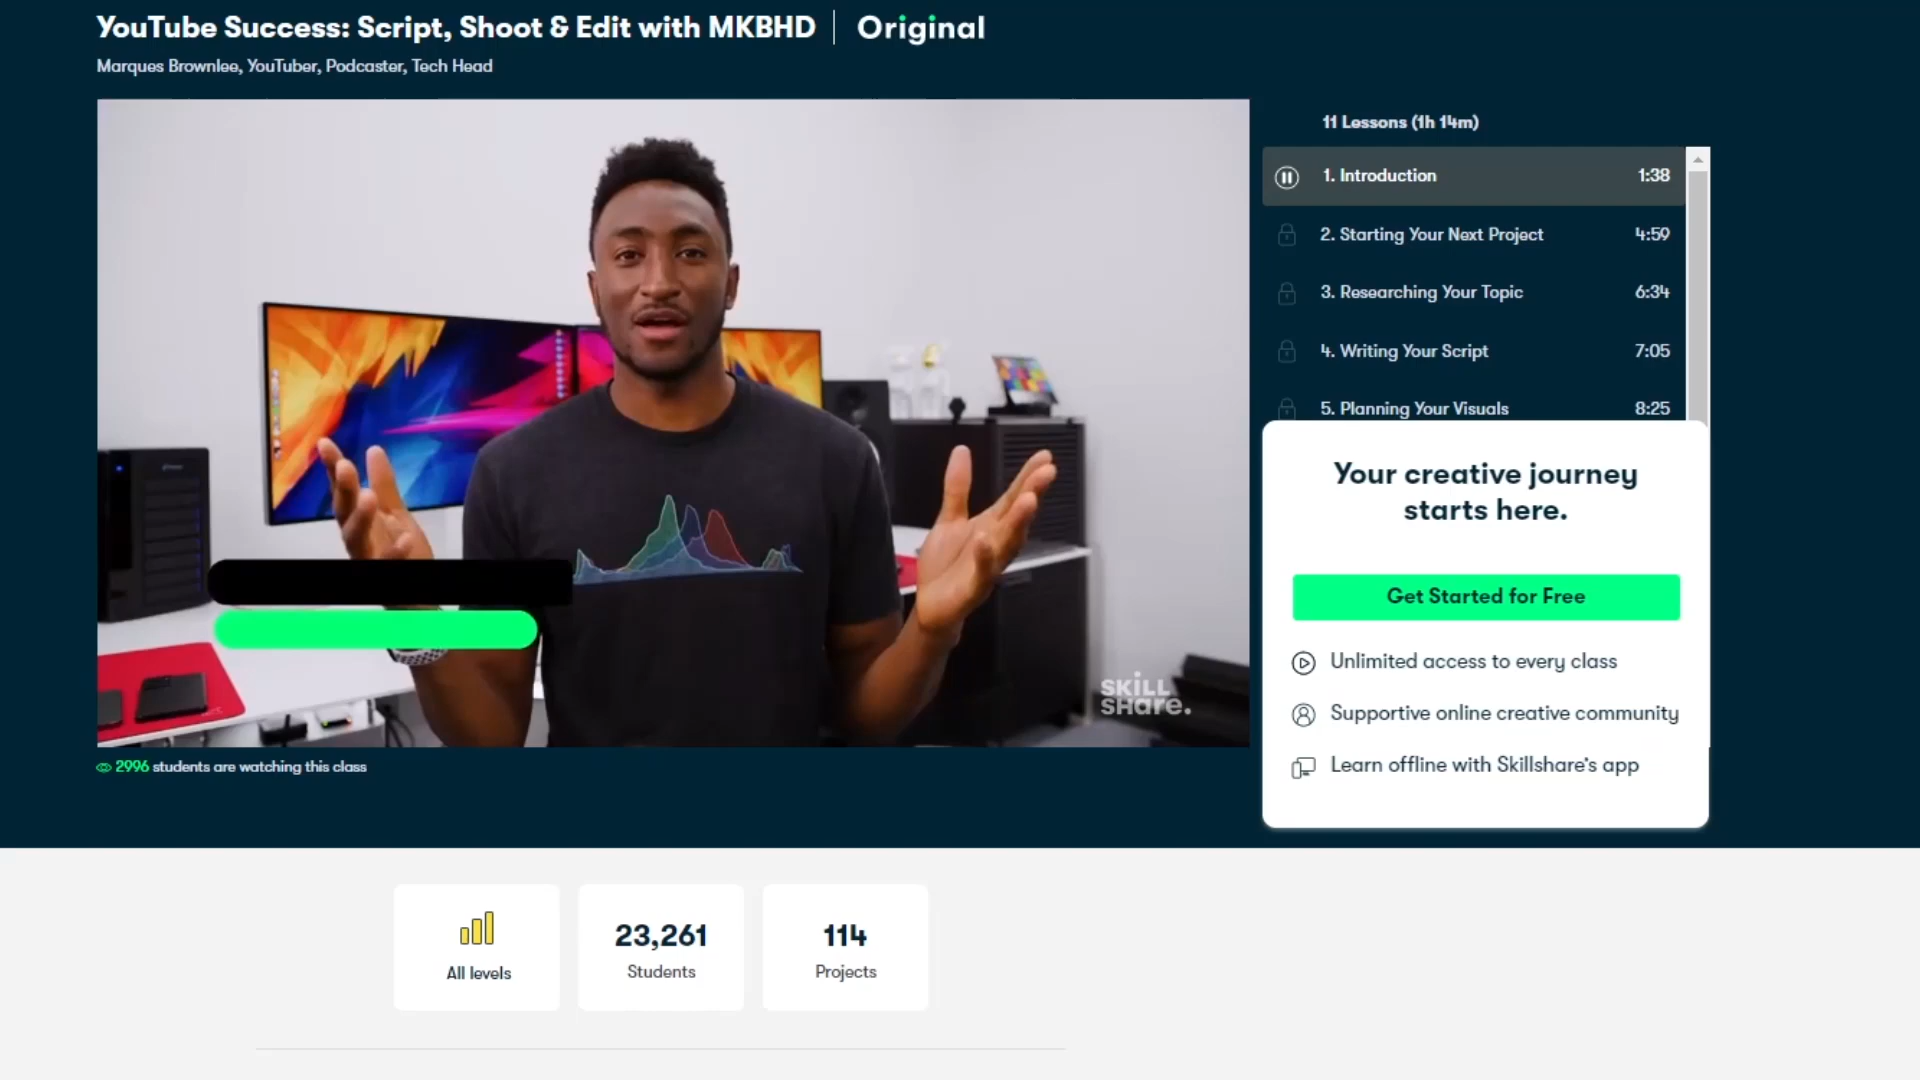 YouTube Success: Script, Shoot & Edit with MKBHD | Original
Marques Brownlee, YouTuber, Podcaster, Tech Head
11 Lessons (1h 14m)
1. Introduction 1:38
2. Starting Your Next Project 4:59
3. Researching Your Topic 6:34
4. Writing Your Script 7:05
5. Planning Your Visuals 8:25
Your creative journey
starts here.
Get Started for Free
Unlimited access to every class
Supportive online creative community
Learn offline with Skillshare's app
SKILL
SHare.
2996 students are watching this class
All levels
23,261
Students
114
Projects